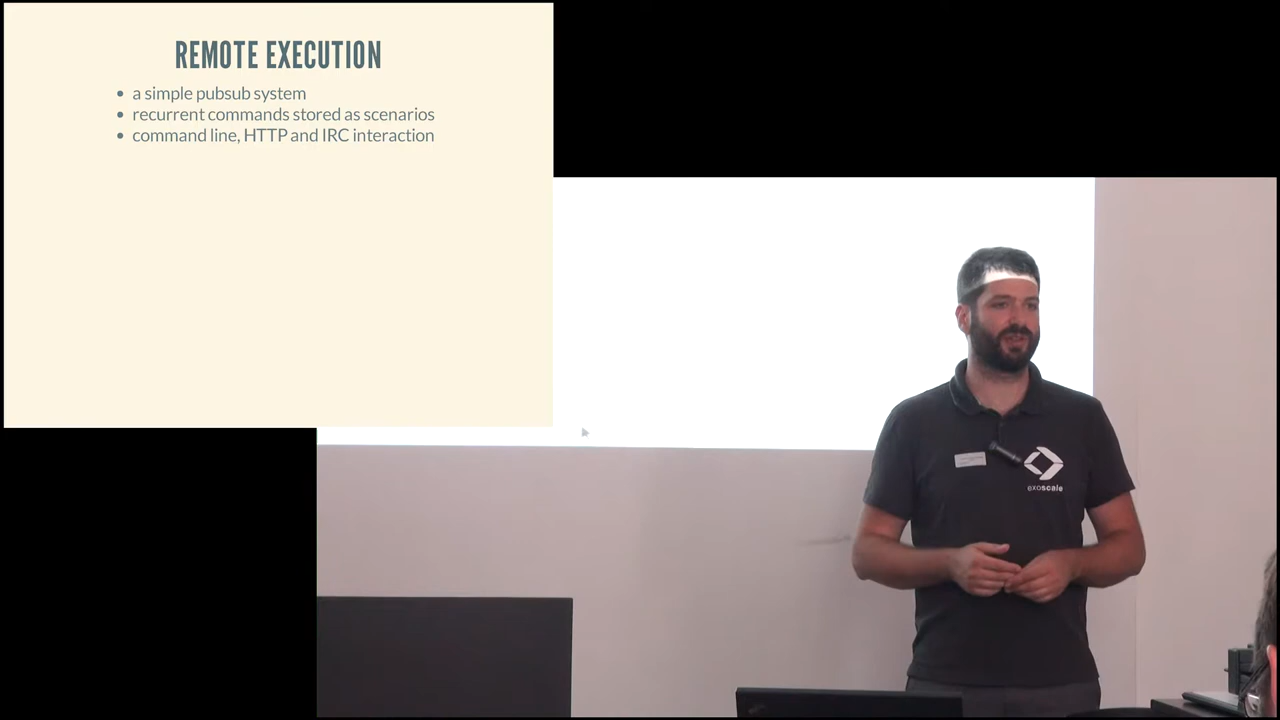 REMOTE EXECUTION
a simple pubsub system
recurrent commands stored as scenarios
command line, HTTP and IRC interaction
exoscale